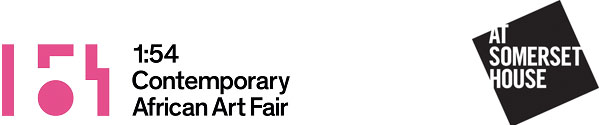 1:54
Contemporary
African Art Fair
AT
SOMERSET
HOUSE